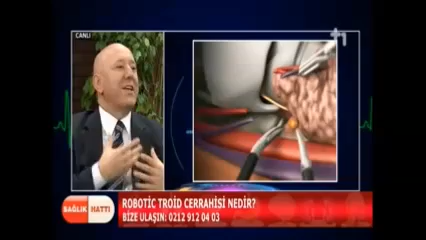 CANLI
ROBOTİC TROİD CERRAHİSİ NEDİR?
SAĞLIK HATTI
BİZE ULAŞIN: 0212 912 04 03